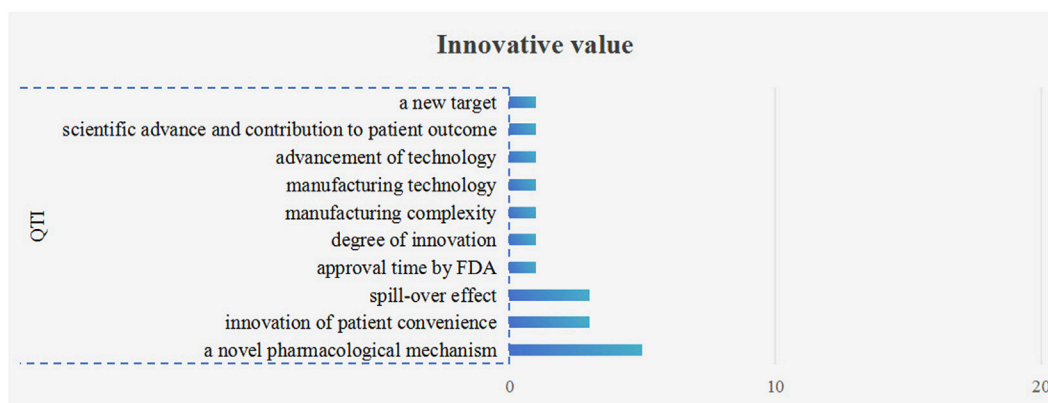 Innovative value
a new target
scientific advance and contribution to patient outcome
advancement of technology
manufacturing technology
manufacturing complexity
degree of innovation
approval time by FDA
spill-over effect
innovation of patient convenience
a novel pharmacological mechanism
QTI
0 10 20